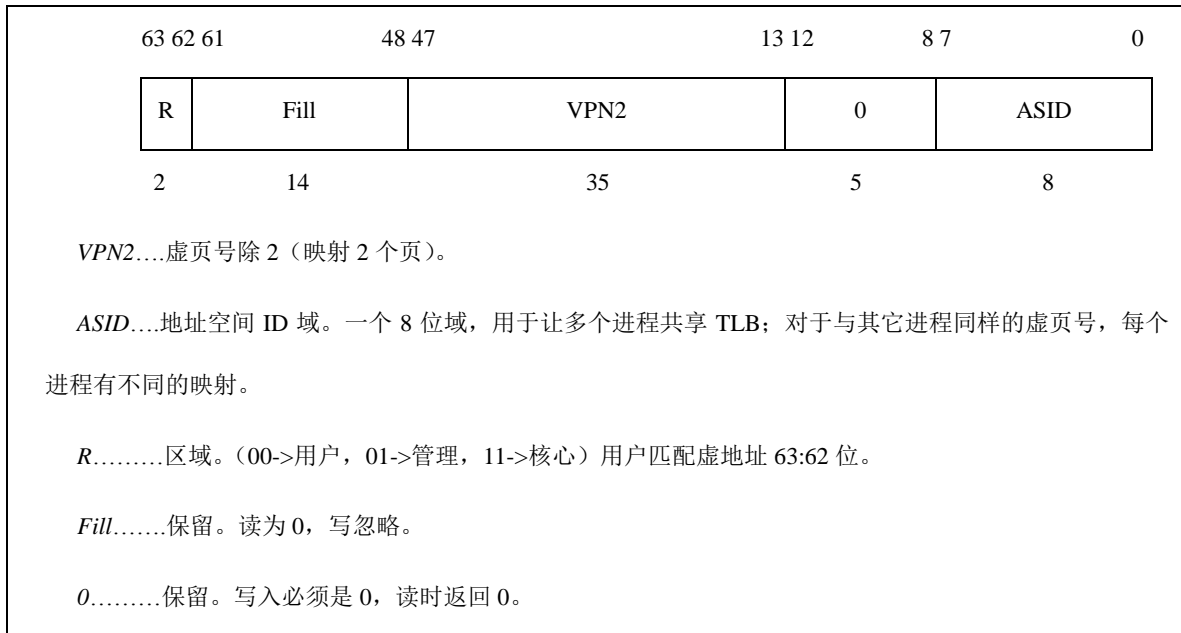 63 62 61 48 47 13 12 8 7 0
R Fill VPN2 0 ASID
2 14 35 5 8
VPN2….虚页号除 2（映射 2 个页）。
ASID….地址空间 ID 域。一个 8 位域，用于让多个进程共享 TLB；对于与其它进程同样的虚页号，每个
进程有不同的映射。
R………区域。（00->用户，01->管理，11->核心）用户匹配虚地址 63:62 位。
Fill…….保留。读为 0，写忽略。
0………保留。写入必须是 0，读时返回 0。